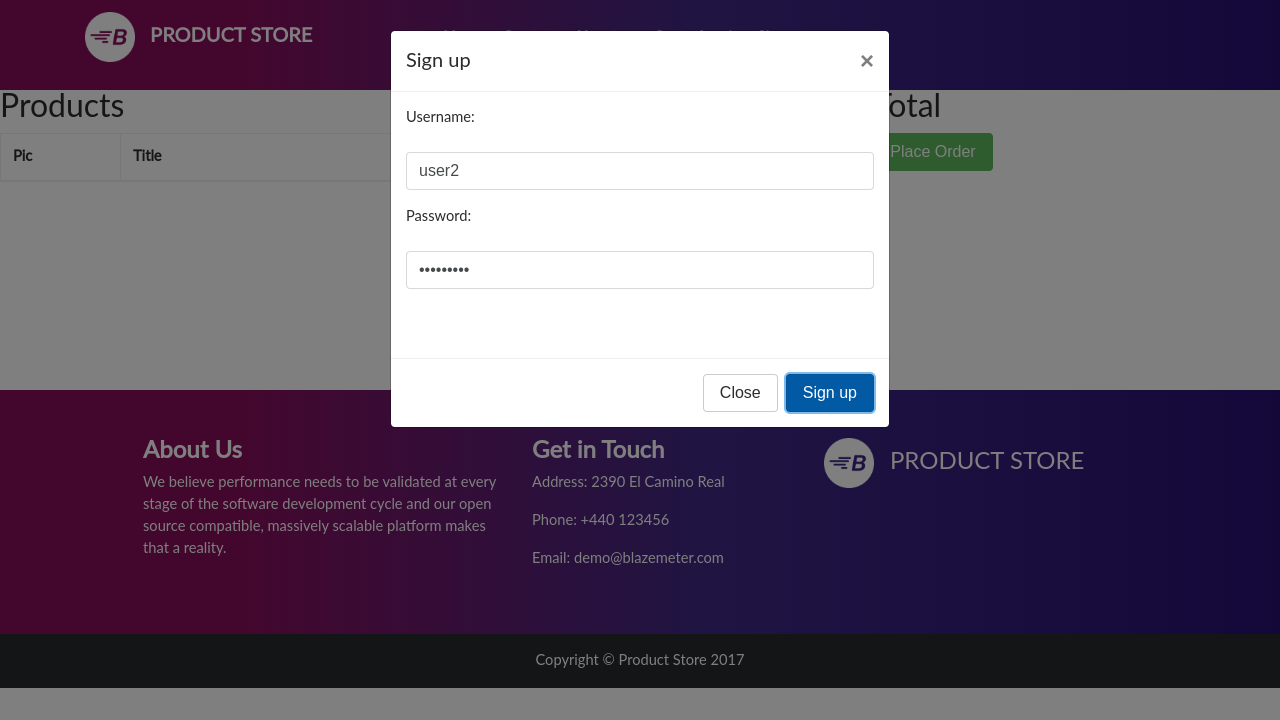 PRODUCT STORE
Sign up
×
Username:
user2
Password:
•••••••••
Close
Sign up
Products
Pic
Title
Place Order
About Us
We believe performance needs to be validated at every
stage of the software development cycle and our open
source compatible, massively scalable platform makes
that a reality.
Get in Touch
Address: 2390 El Camino Real
Phone: +440 123456
Email: demo@blazemeter.com
B
PRODUCT STORE
Copyright © Product Store 2017